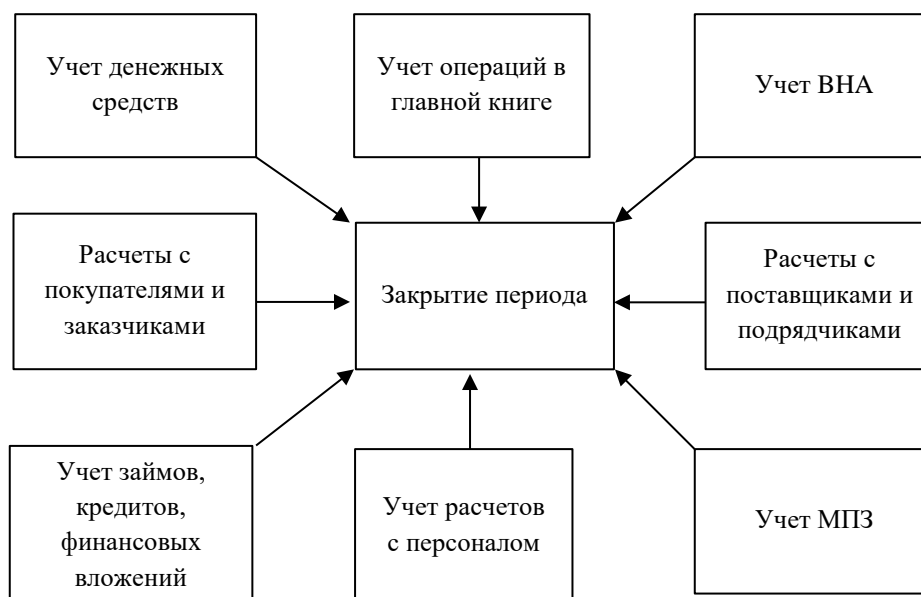 Учет денежных
средств
Учет операций в
главной книге
Учет ВНА
Расчеты с
покупателями и
заказчиками
Закрытие периода
Расчеты с
поставщиками и
подрядчиками
Учет займов,
кредитов,
финансовых
вложений
Учет расчетов
с персоналом
Учет МПЗ